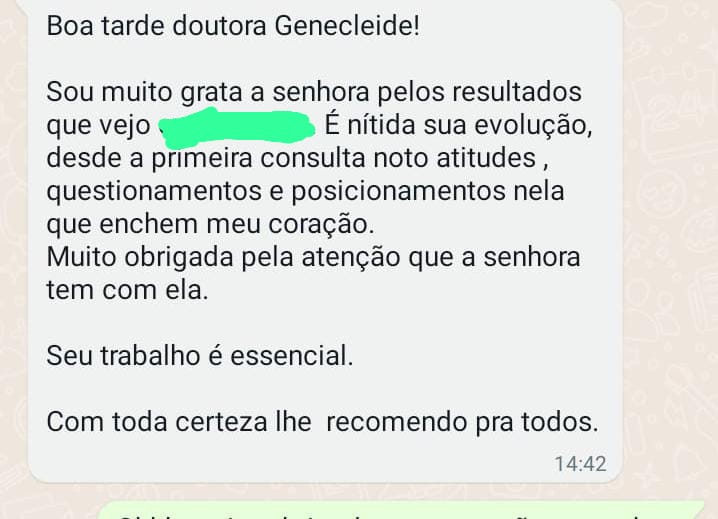 Boa tarde doutora Genecleide!
Sou muito grata a senhora pelos resultados
que vejo É nítida sua evolução,
desde a primeira consulta noto atitudes ,
questionamentos e posicionamentos nela
que enchem meu coração.
Muito obrigada pela atenção que a senhora
tem com ela.
Seu trabalho é essencial.
Com toda certeza lhe recomendo pra todos.
14:42